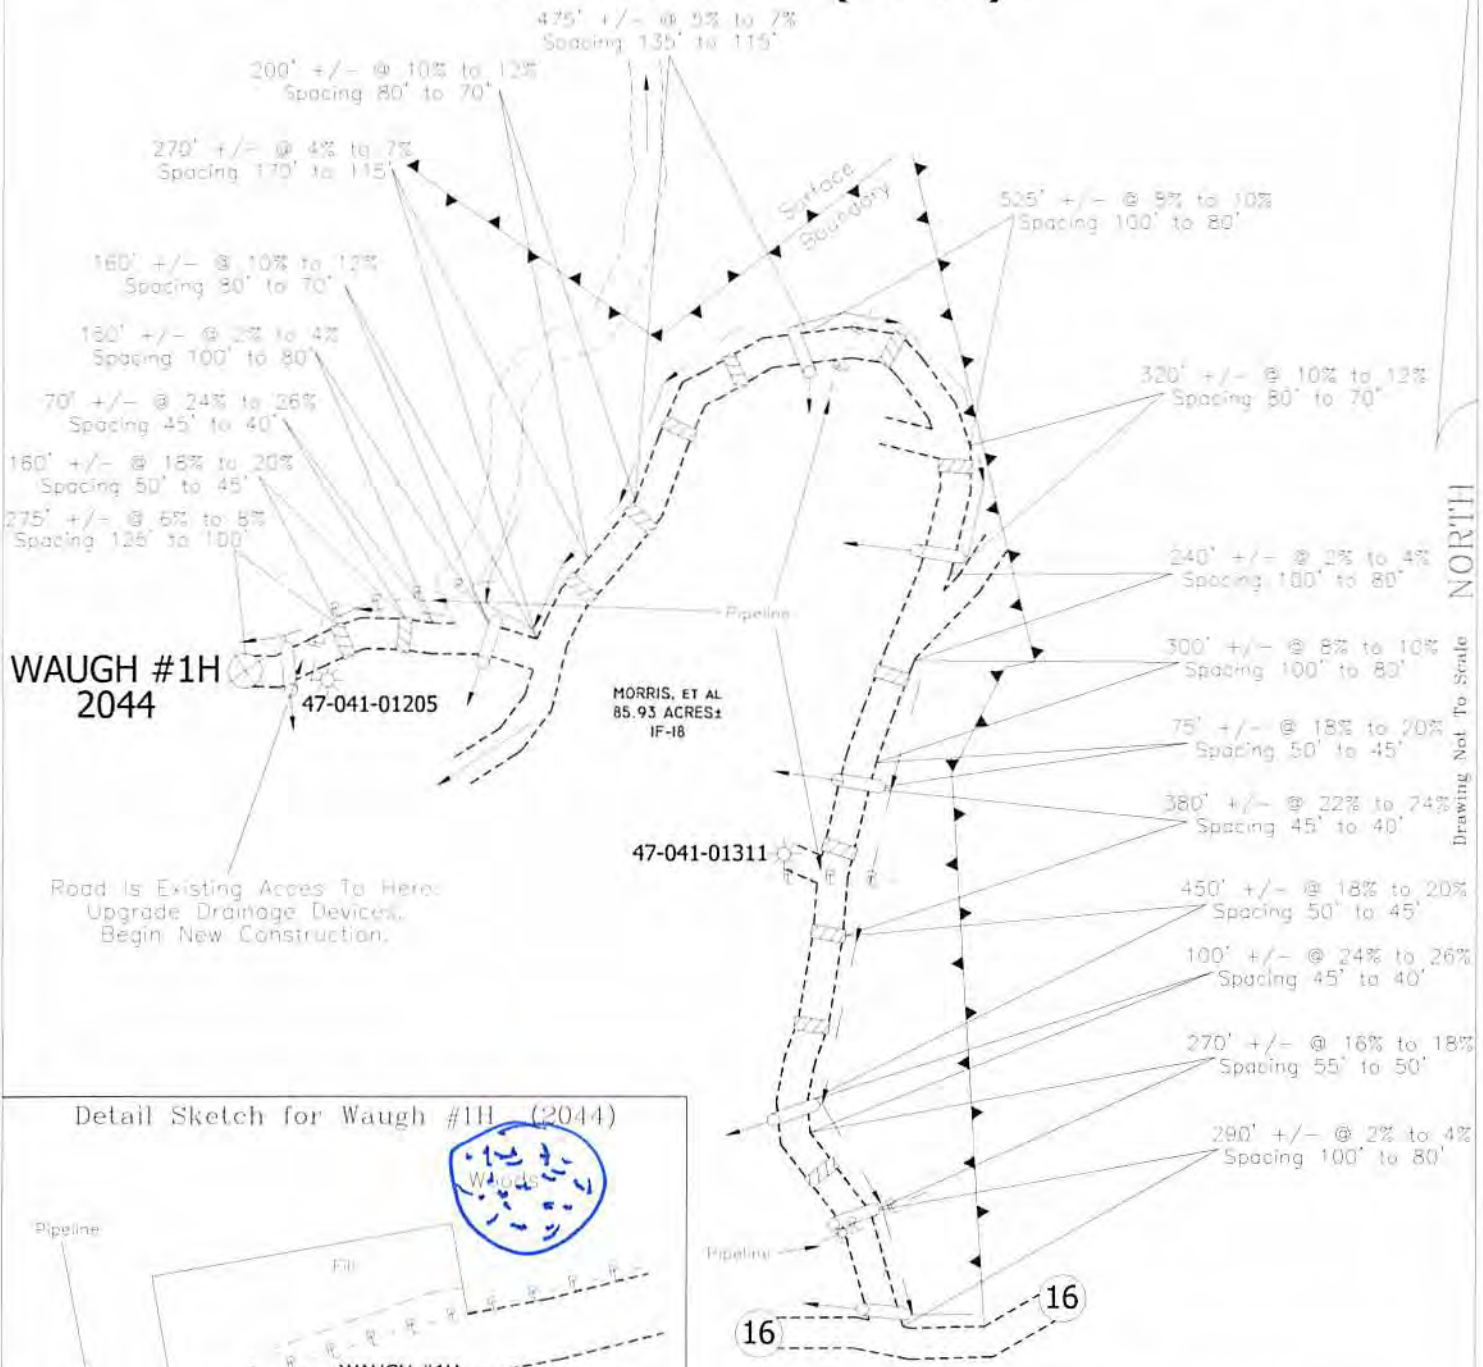 475' +/- @ 5% to 7%
Spacing 135' to 115'
200' +/- @ 10% to 12%
Spacing 80' to 70'
270' +/- @ 4% to 7%
Spacing 170' to 115'
Surface
Boundary
525' +/- @ 9% to 10%
Spacing 100' to 80'
160' +/- @ 10% to 12%
Spacing 80' to 70'
160' +/- @ 2% to 4%
Spacing 100' to 80'
320' +/- @ 10% to 12%
Spacing 80' to 70'
70' +/- @ 24% to 26%
Spacing 45' to 40'
160' +/- @ 18% to 20%
Spacing 50' to 45'
275' +/- @ 6% to 8%
Spacing 125' to 100'
NORTH
Drawing Not To Scale
240' +/- @ 2% to 4%
Spacing 100' to 80'
Pipeline
WAUGH #1H
2044
47-041-01205
MORRIS, ET AL
85.93 ACRES±
1F-18
300' +/- @ 8% to 10%
Spacing 100' to 80'
75' +/- @ 18% to 20%
Spacing 50' to 45'
380' +/- @ 22% to 24%
Spacing 45' to 40'
47-041-01311
Road Is Existing Acces To Here.
Upgrade Drainage Devices.
Begin New Construction.
450' +/- @ 18% to 20%
Spacing 50' to 45'
100' +/- @ 24% to 26%
Spacing 45' to 40'
270' +/- @ 16% to 18%
Spacing 55' to 50'
290' +/- @ 2% to 4%
Spacing 100' to 80'
Detail Sketch for Waugh #1H (2044)
Woods
Pipeline
Fill
Pipeline
16
16
WAUGH #1H